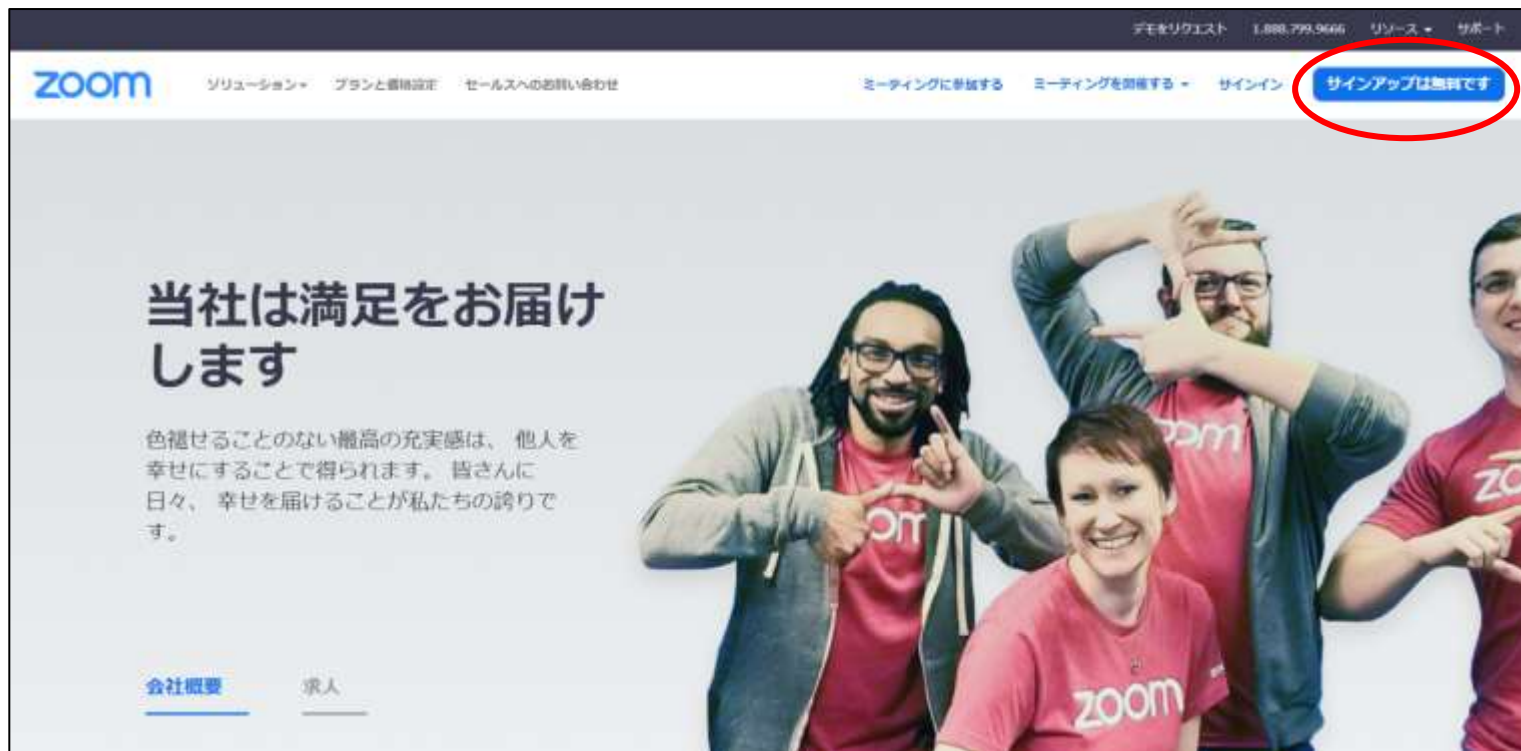 デモをリクエスト 1.888.799.9666 リソース サポート
zoom ソリューション プランと価格設定 セールスへのお問い合わせ ミーティングに参加する ミーティングを開催する サインイン サインアップは無料です
当社は満足をお届け
します
色褪せることのない最高の充実感は、 他人を
幸せにすることで得られます。 皆さんに
日々、 幸せを届けることが私たちの誇りで
す。
zoom
会社概要 求人